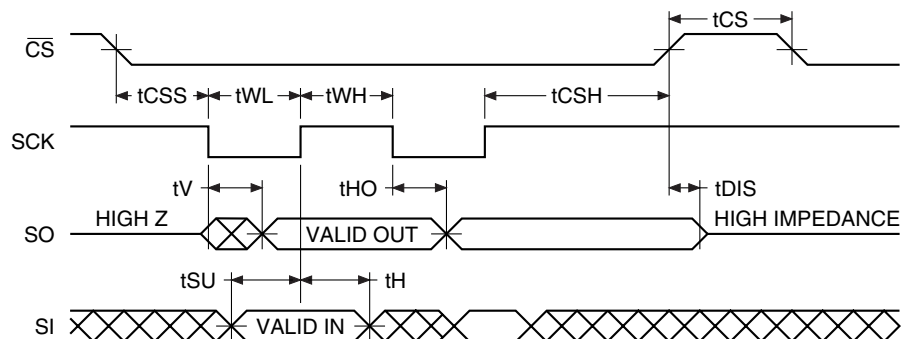 tCS
C̅S̅
tCSS tWL tWH tCSH
SCK
tV tHO tDIS
HIGH Z VALID OUT HIGH IMPEDANCE
SO
tSU tH
SI VALID IN